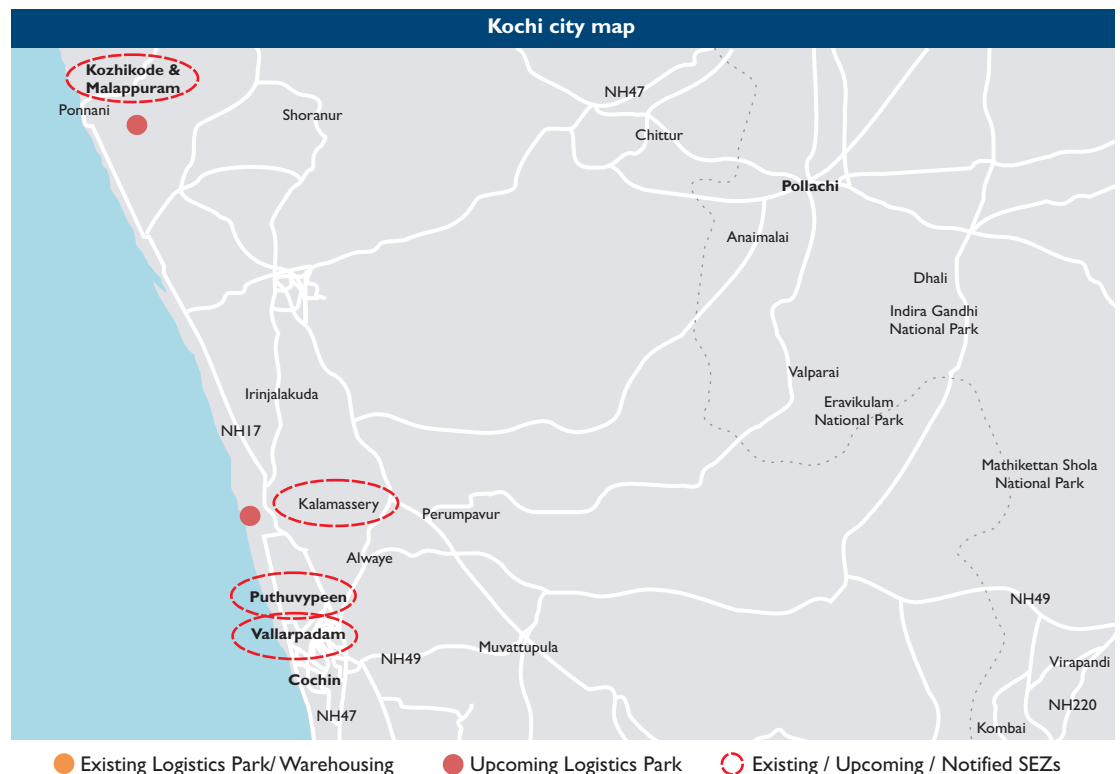 Kochi city map
Kozhikode &
Malappuram
Ponnani
Shoranur
NH47
Chittur
Pollachi
Anaimalai
Dhali
Indira Gandhi
National Park
Valparai
Eravikulam
National Park
Irinjalakuda
NH17
Mathikettan Shola
National Park
Kalamassery
Perumpavur
Alwaye
Puthuvypeen
NH49
Vallarpadam
Muvattupula
NH49
Virapandi
Cochin
NH47
NH220
Kombai
Existing Logistics Park/ Warehousing
Upcoming Logistics Park
Existing / Upcoming / Notified SEZs